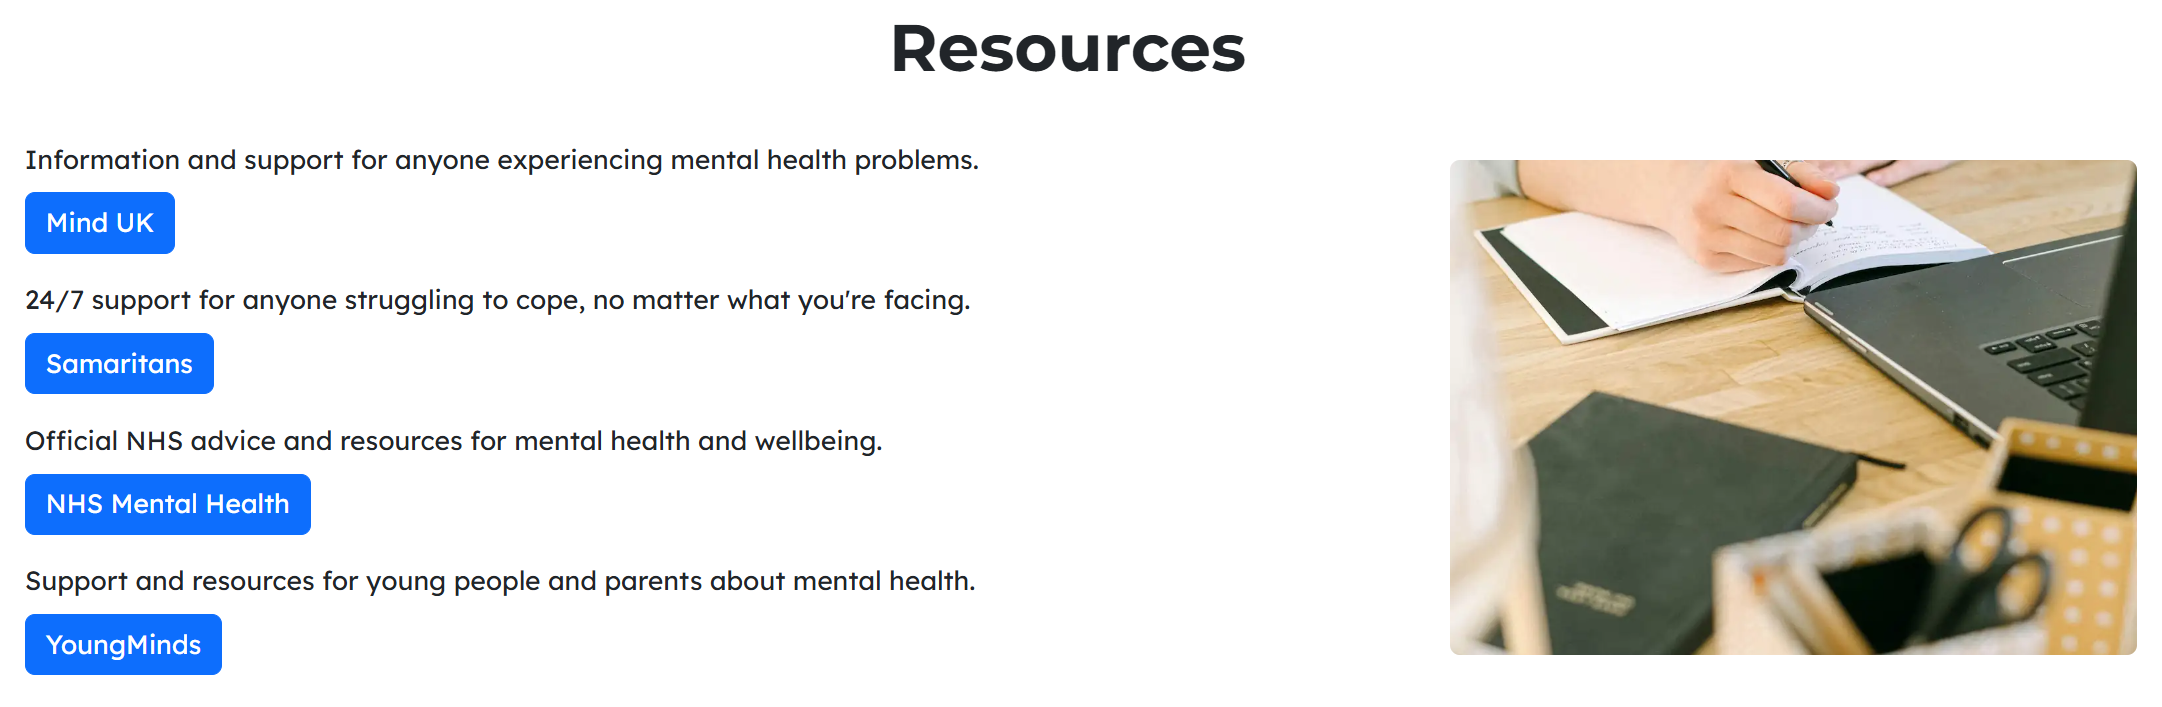 Resources
Information and support for anyone experiencing mental health problems.
Mind UK
24/7 support for anyone struggling to cope, no matter what you're facing.
Samaritans
Official NHS advice and resources for mental health and wellbeing.
NHS Mental Health
Support and resources for young people and parents about mental health.
YoungMinds